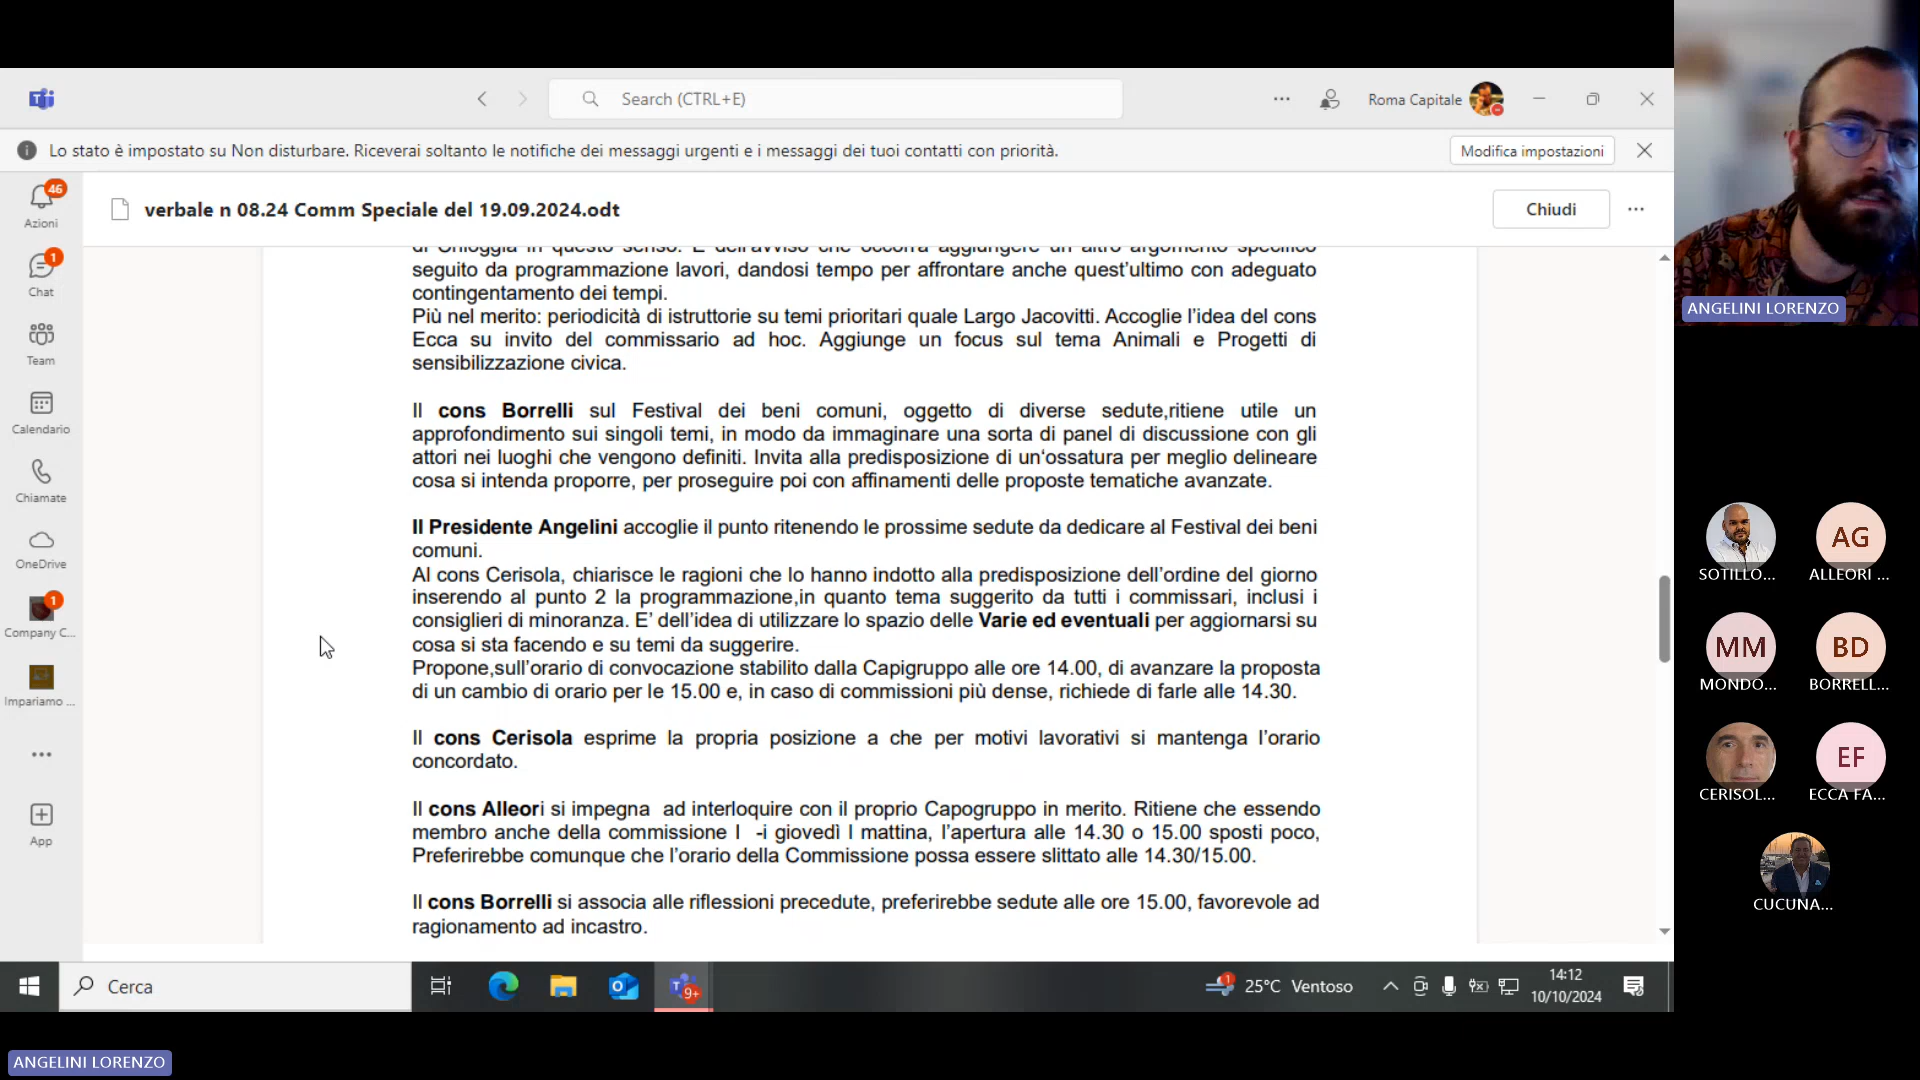 Search (CTRL+E)
Roma Capitale
Lo stato è impostato su Non disturbare. Riceverai soltanto le notifiche dei messaggi urgenti e i messaggi dei tuoi contatti con priorità.
Modifica impostazioni
46
Azioni
1
Chat
Team
Calendario
Chiamate
OneDrive
1
Company C...
Impariamo ...
App
verbale n 08.24 Comm Speciale del 19.09.2024.odt
Chiudi
di Chioggia in questo senso. E' dell'avviso che occorra aggiungere un altro argomento specifico
seguito da programmazione lavori, dandosi tempo per affrontare anche quest'ultimo con adeguato
contingentamento dei tempi.
Più nel merito: periodicità di istruttorie su temi prioritari quale Largo Jacovitti. Accoglie l'idea del cons
Ecca su invito del commissario ad hoc. Aggiunge un focus sul tema Animali e Progetti di
sensibilizzazione civica.
Il cons Borrelli sul Festival dei beni comuni, oggetto di diverse sedute,ritiene utile un
approfondimento sui singoli temi, in modo da immaginare una sorta di panel di discussione con gli
attori nei luoghi che vengono definiti. Invita alla predisposizione di un'ossatura per meglio delineare
cosa si intenda proporre, per proseguire poi con affinamenti delle proposte tematiche avanzate.
Il Presidente Angelini accoglie il punto ritenendo le prossime sedute da dedicare al Festival dei beni
comuni.
Al cons Cerisola, chiarisce le ragioni che lo hanno indotto alla predisposizione dell'ordine del giorno
inserendo al punto 2 la programmazione,in quanto tema suggerito da tutti i commissari, inclusi i
consiglieri di minoranza. E' dell'idea di utilizzare lo spazio delle Varie ed eventuali per aggiornarsi su
cosa si sta facendo e su temi da suggerire.
Propone,sull'orario di convocazione stabilito dalla Capigruppo alle ore 14.00, di avanzare la proposta
di un cambio di orario per le 15.00 e, in caso di commissioni più dense, richiede di farle alle 14.30.
Il cons Cerisola esprime la propria posizione a che per motivi lavorativi si mantenga l'orario
concordato.
Il cons Alleori si impegna ad interloquire con il proprio Capogruppo in merito. Ritiene che essendo
membro anche della commissione I -i giovedì I mattina, l'apertura alle 14.30 o 15.00 sposti poco,
Preferirebbe comunque che l'orario della Commissione possa essere slittato alle 14.30/15.00.
Il cons Borrelli si associa alle riflessioni precedute, preferirebbe sedute alle ore 15.00, favorevole ad
ragionamento ad incastro.
Cerca
9+
1
25°C Ventoso
14:12
10/10/2024
ANGELINI LORENZO
SOTILLO...
AG
ALLEORI ...
MM
MONDO...
BD
BORRELL...
CERISOL...
EF
ECCA FA...
CUCUNA...
ANGELINI LORENZO